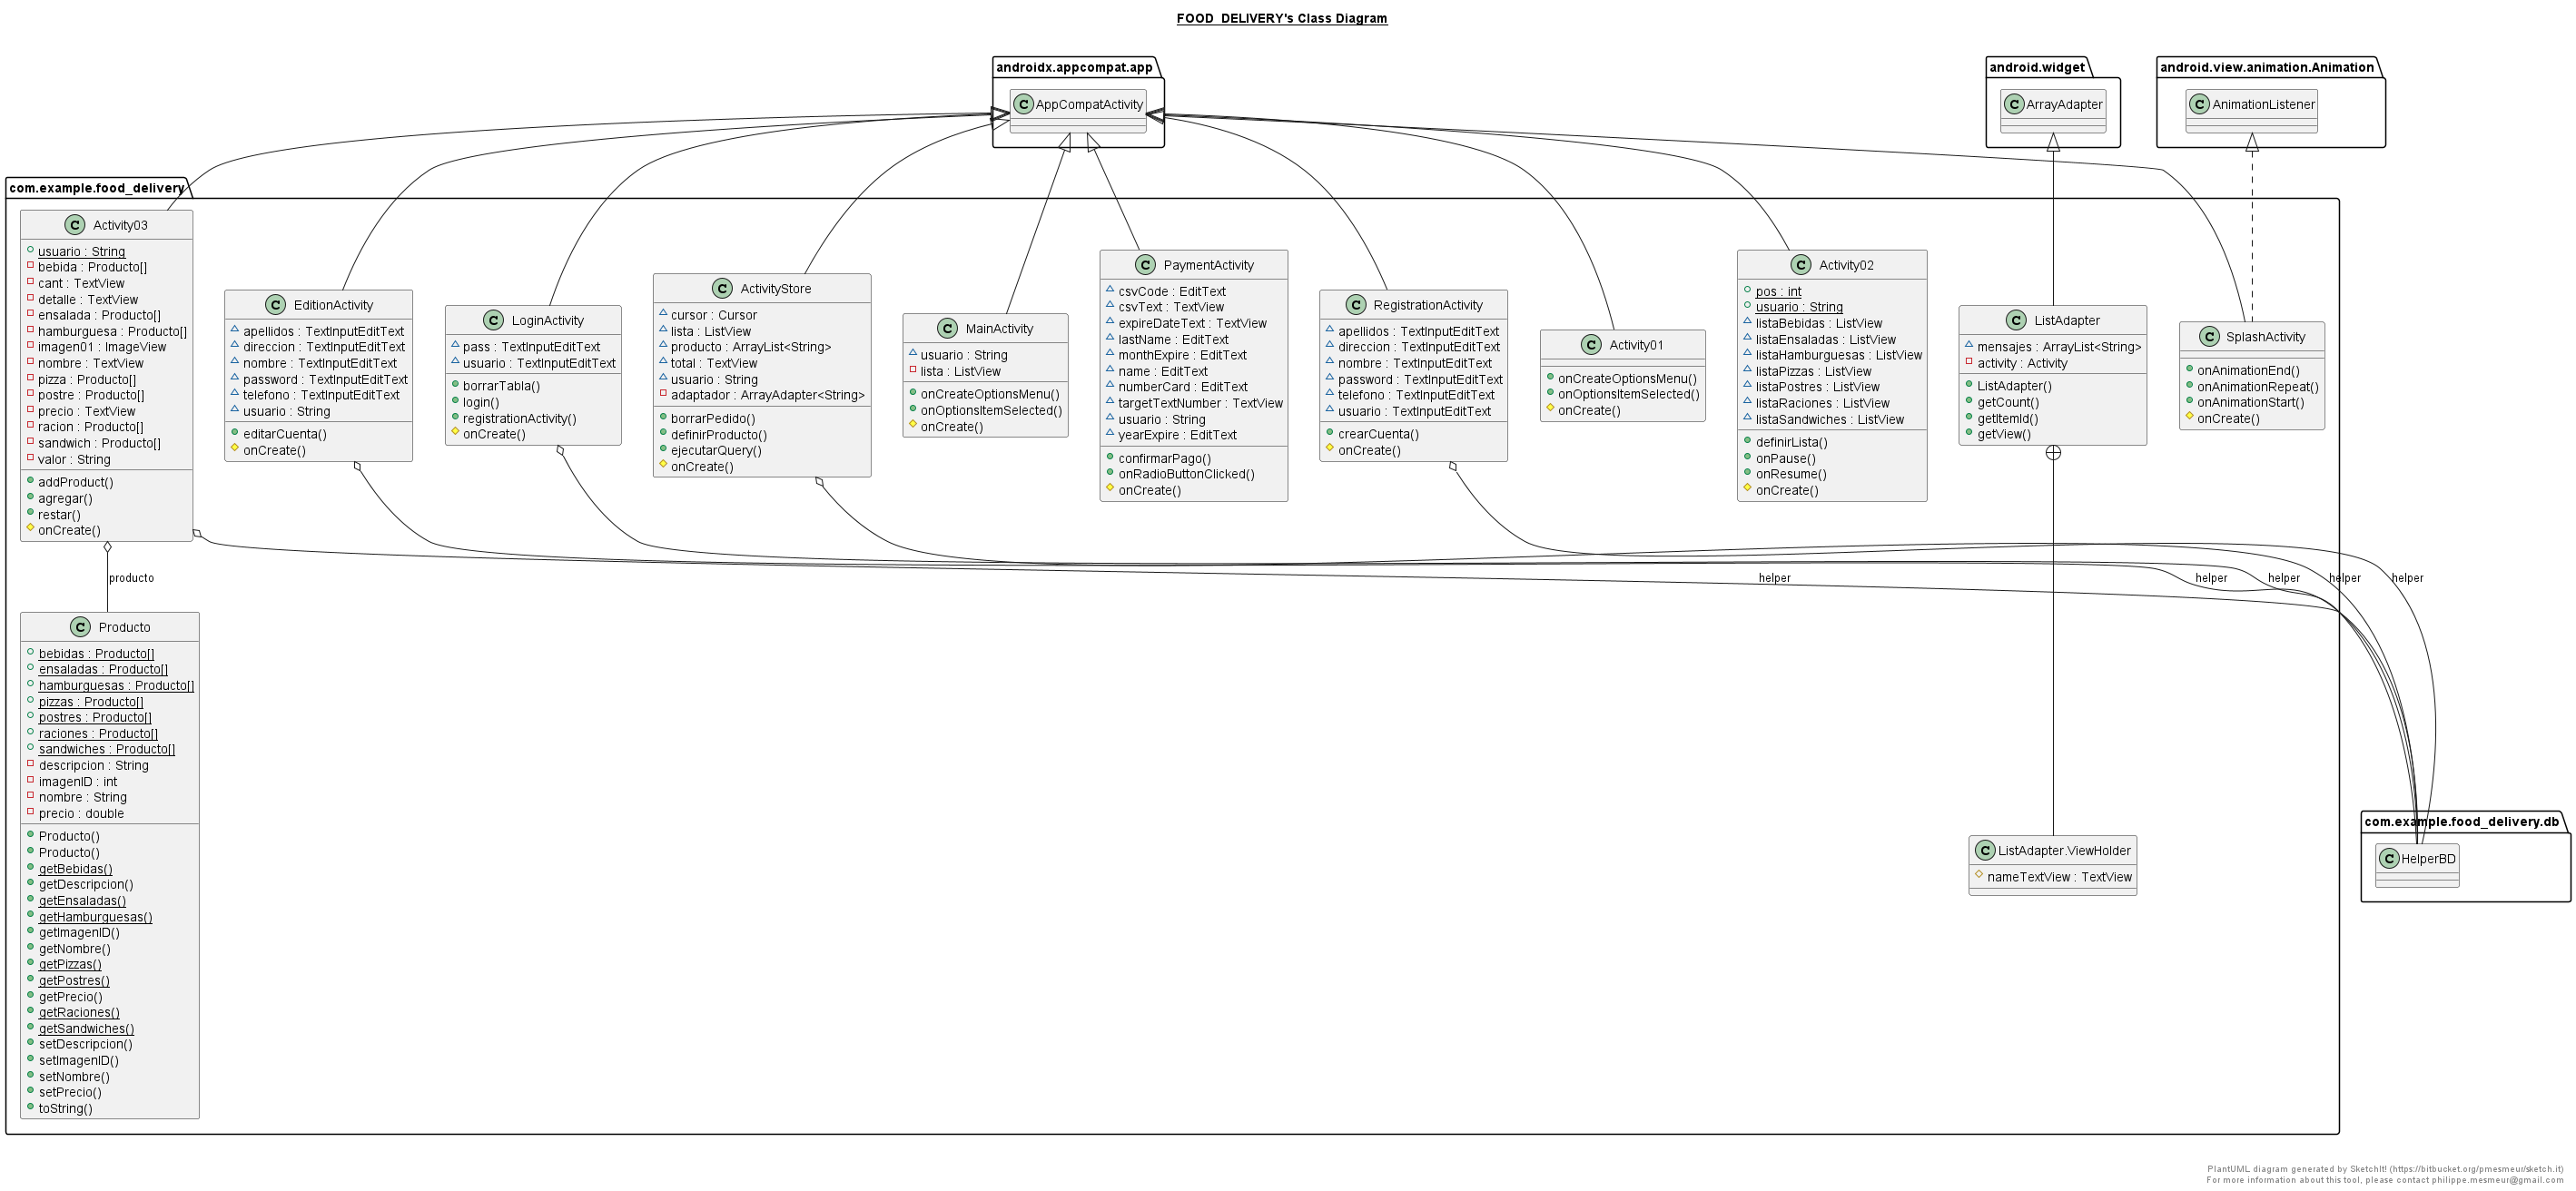 FOOD_DELIVERY's Class Diagram
androidx.appcompat.app
C AppCompatActivity
android.widget
C ArrayAdapter
android.view.animation.Animation
C AnimationListener
com.example.food_delivery
C Activity03
usuario : String
bebida : Producto[]
cant : TextView
detalle : TextView
ensalada : Producto[]
hamburguesa : Producto[]
imagen01 : ImageView
nombre : TextView
pizza : Producto[]
postre : Producto[]
precio : TextView
racion : Producto[]
sandwich : Producto[]
valor : String
addProduct()
agregar()
restar()
onCreate()
C EditionActivity
apellidos : TextInputEditText
direccion : TextInputEditText
nombre : TextInputEditText
password : TextInputEditText
telefono : TextInputEditText
usuario : String
editarCuenta()
onCreate()
C LoginActivity
pass : TextInputEditText
usuario : TextInputEditText
borrarTabla()
login()
registrationActivity()
onCreate()
C ActivityStore
cursor : Cursor
lista : ListView
producto : ArrayList<String>
total : TextView
usuario : String
adaptador : ArrayAdapter<String>
borrarPedido()
definirProducto()
ejecutarQuery()
onCreate()
C MainActivity
usuario : String
lista : ListView
onCreateOptionsMenu()
onOptionsItemSelected()
onCreate()
C PaymentActivity
csvCode : EditText
csvText : TextView
expireDateText : TextView
lastName : EditText
monthExpire : EditText
name : EditText
numberCard : EditText
targetTextNumber : TextView
usuario : String
yearExpire : EditText
confirmarPago()
onRadioButtonClicked()
onCreate()
C RegistrationActivity
apellidos : TextInputEditText
direccion : TextInputEditText
nombre : TextInputEditText
password : TextInputEditText
telefono : TextInputEditText
usuario : TextInputEditText
crearCuenta()
onCreate()
C Activity01
onCreateOptionsMenu()
onOptionsItemSelected()
onCreate()
C Activity02
pos : int
usuario : String
listaBebidas : ListView
listaEnsaladas : ListView
listaHamburguesas : ListView
listaPizzas : ListView
listaPostres : ListView
listaRaciones : ListView
listaSandwiches : ListView
definirLista()
onPause()
onResume()
onCreate()
C ListAdapter
mensajes : ArrayList<String>
activity : Activity
ListAdapter()
getCount()
getItemId()
getView()
C SplashActivity
onAnimationEnd()
onAnimationRepeat()
onAnimationStart()
onCreate()
producto
helper
helper
helper
helper
helper
C Producto
bebidas : Producto[]
ensaladas : Producto[]
hamburguesas : Producto[]
pizzas : Producto[]
postres : Producto[]
raciones : Producto[]
sandwiches : Producto[]
descripcion : String
imagenID : int
nombre : String
precio : double
Producto()
Producto()
getBebidas()
getDescripcion()
getEnsaladas()
getHamburguesas()
getImagenID()
getNombre()
getPizzas()
getPostres()
getPrecio()
getRaciones()
getSandwiches()
setDescripcion()
setImagenID()
setNombre()
setPrecio()
toString()
C ListAdapter.ViewHolder
nameTextView : TextView
com.example.food_delivery.db
C HelperBD
PlantUML diagram generated by SketchIt! (https://bitbucket.org/pmesmeur/sketch.it)
For more information about this tool, please contact philippe.mesmeur@gmail.com